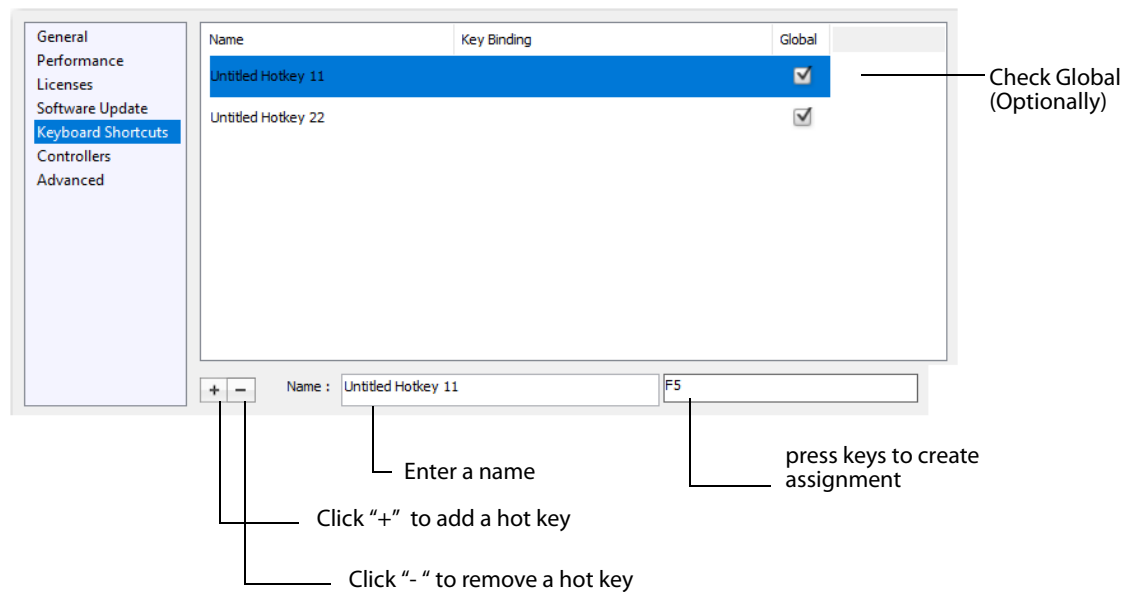 General
Performance
Licenses
Software Update
Keyboard Shortcuts
Controllers
Advanced
Name Key Binding Global
Untitled Hotkey 11
Untitled Hotkey 22
Check Global
(Optionally)
+ − Name : Untitled Hotkey 11 F5
Enter a name
press keys to create
assignment
Click “+” to add a hot key
Click “- “ to remove a hot key